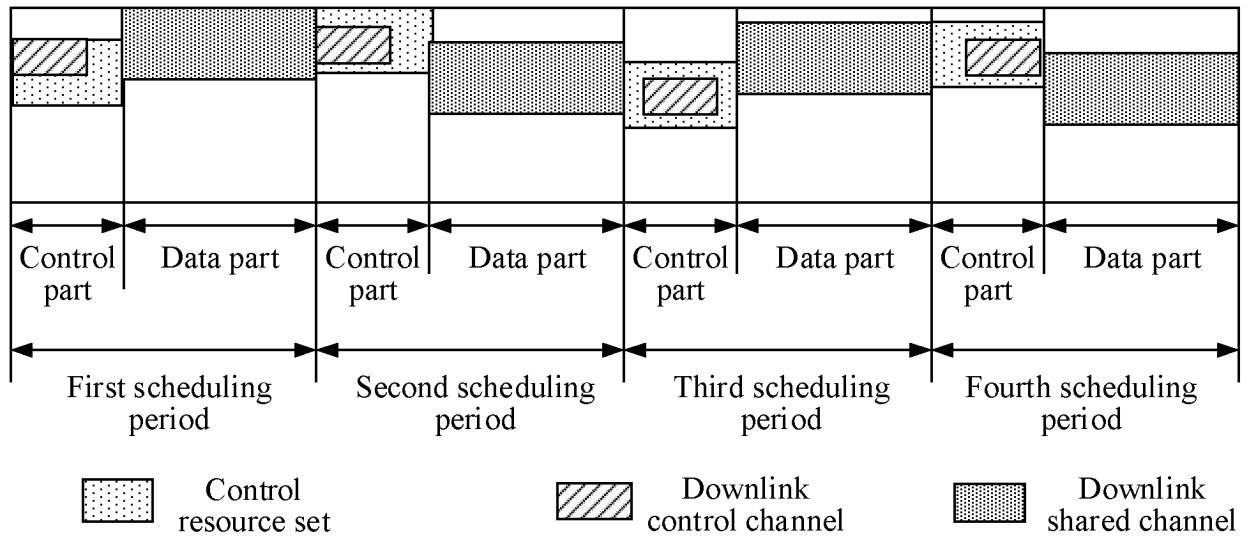 Control Data part Control Data part Control Data part Control Data part
part part part part
First scheduling Second scheduling Third scheduling Fourth scheduling
period period period period
Control Downlink Downlink
resource set control channel shared channel